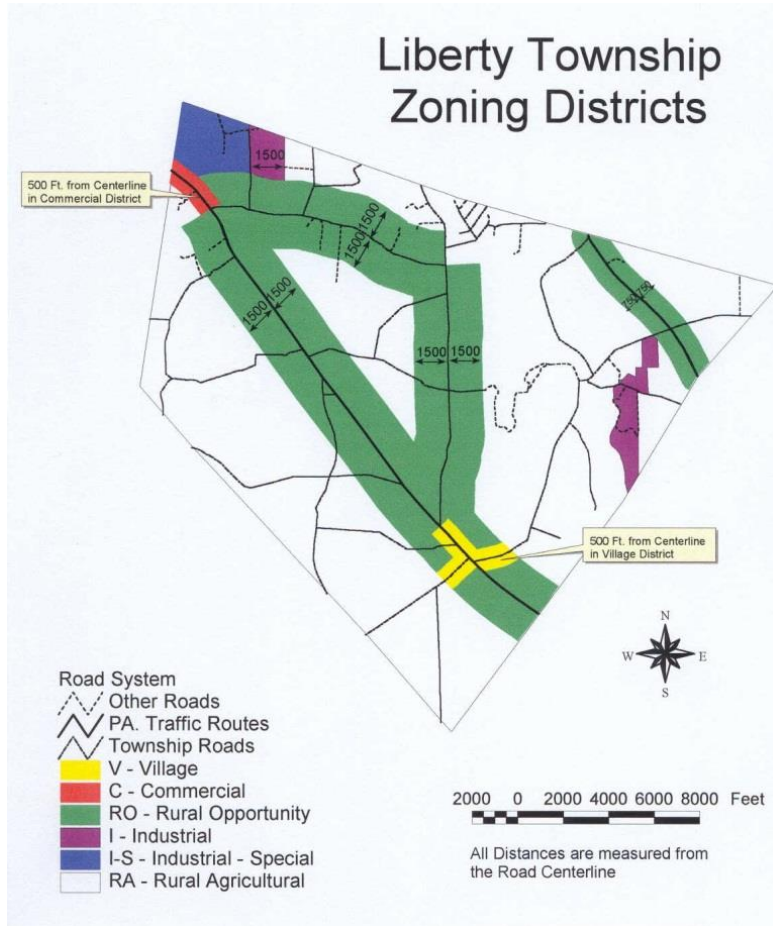 Liberty Township
Zoning Districts
1500
500 Ft. from Centerline
in Commercial District
1500
1500
1500
1500
750
750
1500
1500
500 Ft. from Centerline
in Village District
N
W
E
S
Road System
Other Roads
PA. Traffic Routes
Township Roads
V - Village
C - Commercial
RO - Rural Opportunity
I - Industrial
I-S - Industrial - Special
RA - Rural Agricultural
2000 0 2000 4000 6000 8000 Feet
All Distances are measured from
the Road Centerline